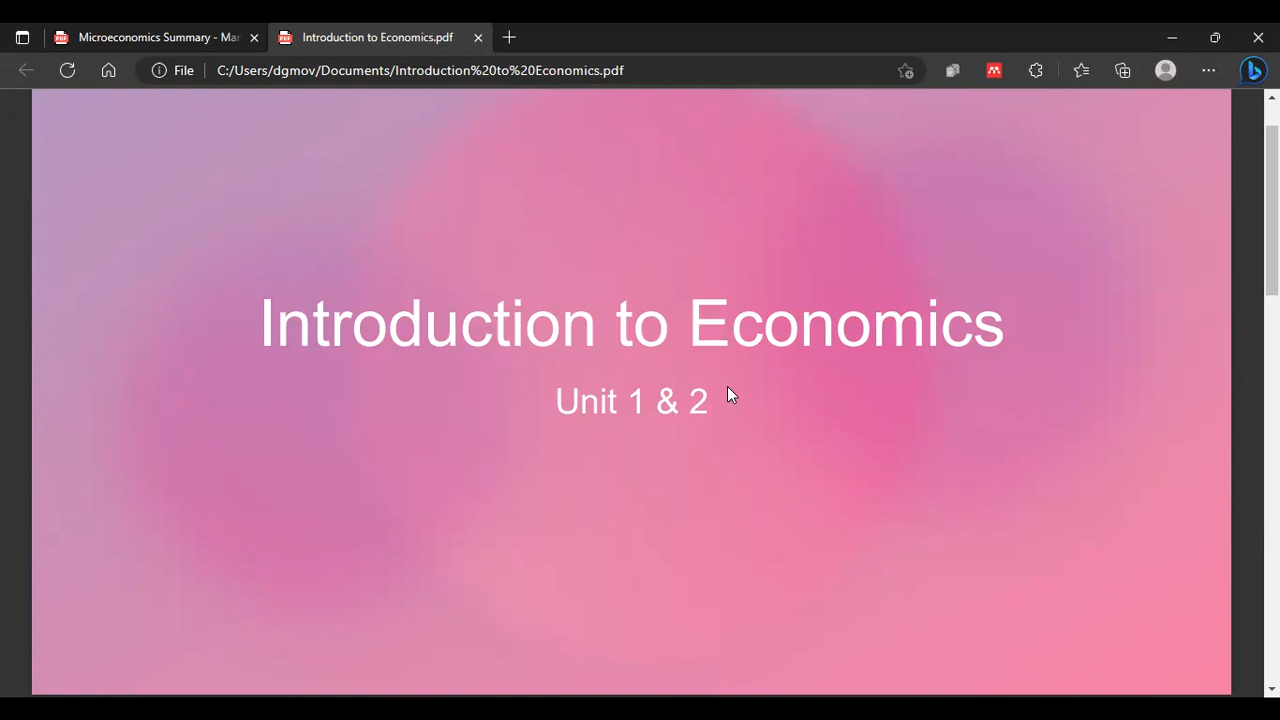 Microeconomics Summary - Mar
Introduction to Economics.pdf
File
C:/Users/dgmov/Documents/Introduction%20to%20Economics.pdf
Introduction to Economics
Unit 1 & 2